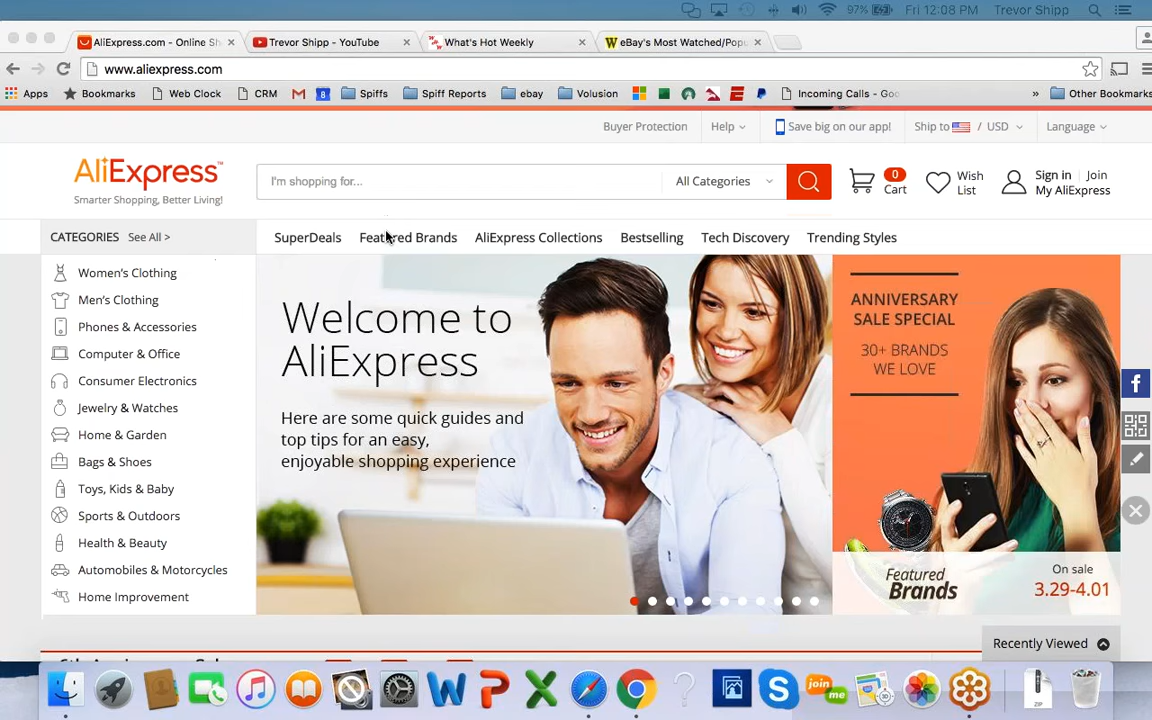 97% Fri 12:08 PM Trevor Shipp
AliExpress.com - Online Sh
Trevor Shipp - YouTube
What's Hot Weekly
eBay's Most Watched/Popu
www.aliexpress.com
Apps Bookmarks Web Clock CRM 8 Spiffs Spiff Reports ebay Volusion Incoming Calls - Goo » Other Bookmarks
Buyer Protection Help Save big on our app! Ship to / USD Language
AliExpress™
Smarter Shopping, Better Living!
I'm shopping for... All Categories
0
Cart
Wish
List
Sign in Join
My AliExpress
CATEGORIES See All >
SuperDeals Featured Brands AliExpress Collections Bestselling Tech Discovery Trending Styles
Women's Clothing
Men's Clothing
Phones & Accessories
Computer & Office
Consumer Electronics
Jewelry & Watches
Home & Garden
Bags & Shoes
Toys, Kids & Baby
Sports & Outdoors
Health & Beauty
Automobiles & Motorcycles
Home Improvement
Welcome to
AliExpress
Here are some quick guides and
top tips for an easy,
enjoyable shopping experience
ANNIVERSARY
SALE SPECIAL
30+ BRANDS
WE LOVE
Featured
Brands
On sale
3.29-4.01
Recently Viewed
join
me
ZIP